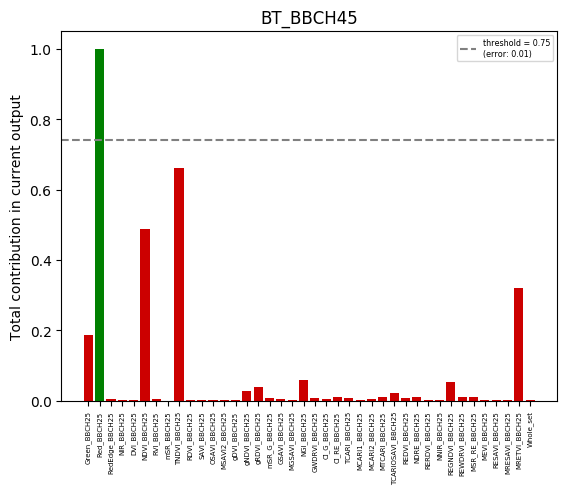 BT_BBCH45
threshold = 0.75
(error: 0.01)
Total contribution in current output
1.0
0.8
0.6
0.4
0.2
0.0
Green_BBCH25
Red_BBCH25
RedEdge_BBCH25
NIR_BBCH25
DVI_BBCH25
NDVI_BBCH25
RVI_BBCH25
mSR_BBCH25
TNDVI_BBCH25
RDVI_BBCH25
SAVI_BBCH25
OSAVI_BBCH25
MSAVI2_BBCH25
gDVI_BBCH25
gNDVI_BBCH25
gRDVI_BBCH25
mSR_G_BBCH25
GSAVI_BBCH25
MGSAVI_BBCH25
NGI_BBCH25
GWDRVI_BBCH25
CI_G_BBCH25
CI_RE_BBCH25
TCARI_BBCH25
MCARI1_BBCH25
MCARI2_BBCH25
MTCARI_BBCH25
TCARIOSAVI_BBCH25
REDVI_BBCH25
NDRE_BBCH25
RERDVI_BBCH25
NNIR_BBCH25
REGNDVI_BBCH25
REWDRVI_BBCH25
MSR_RE_BBCH25
MEVI_BBCH25
RESAVI_BBCH25
MRESAVI_BBCH25
MRETVI_BBCH25
Whole_set